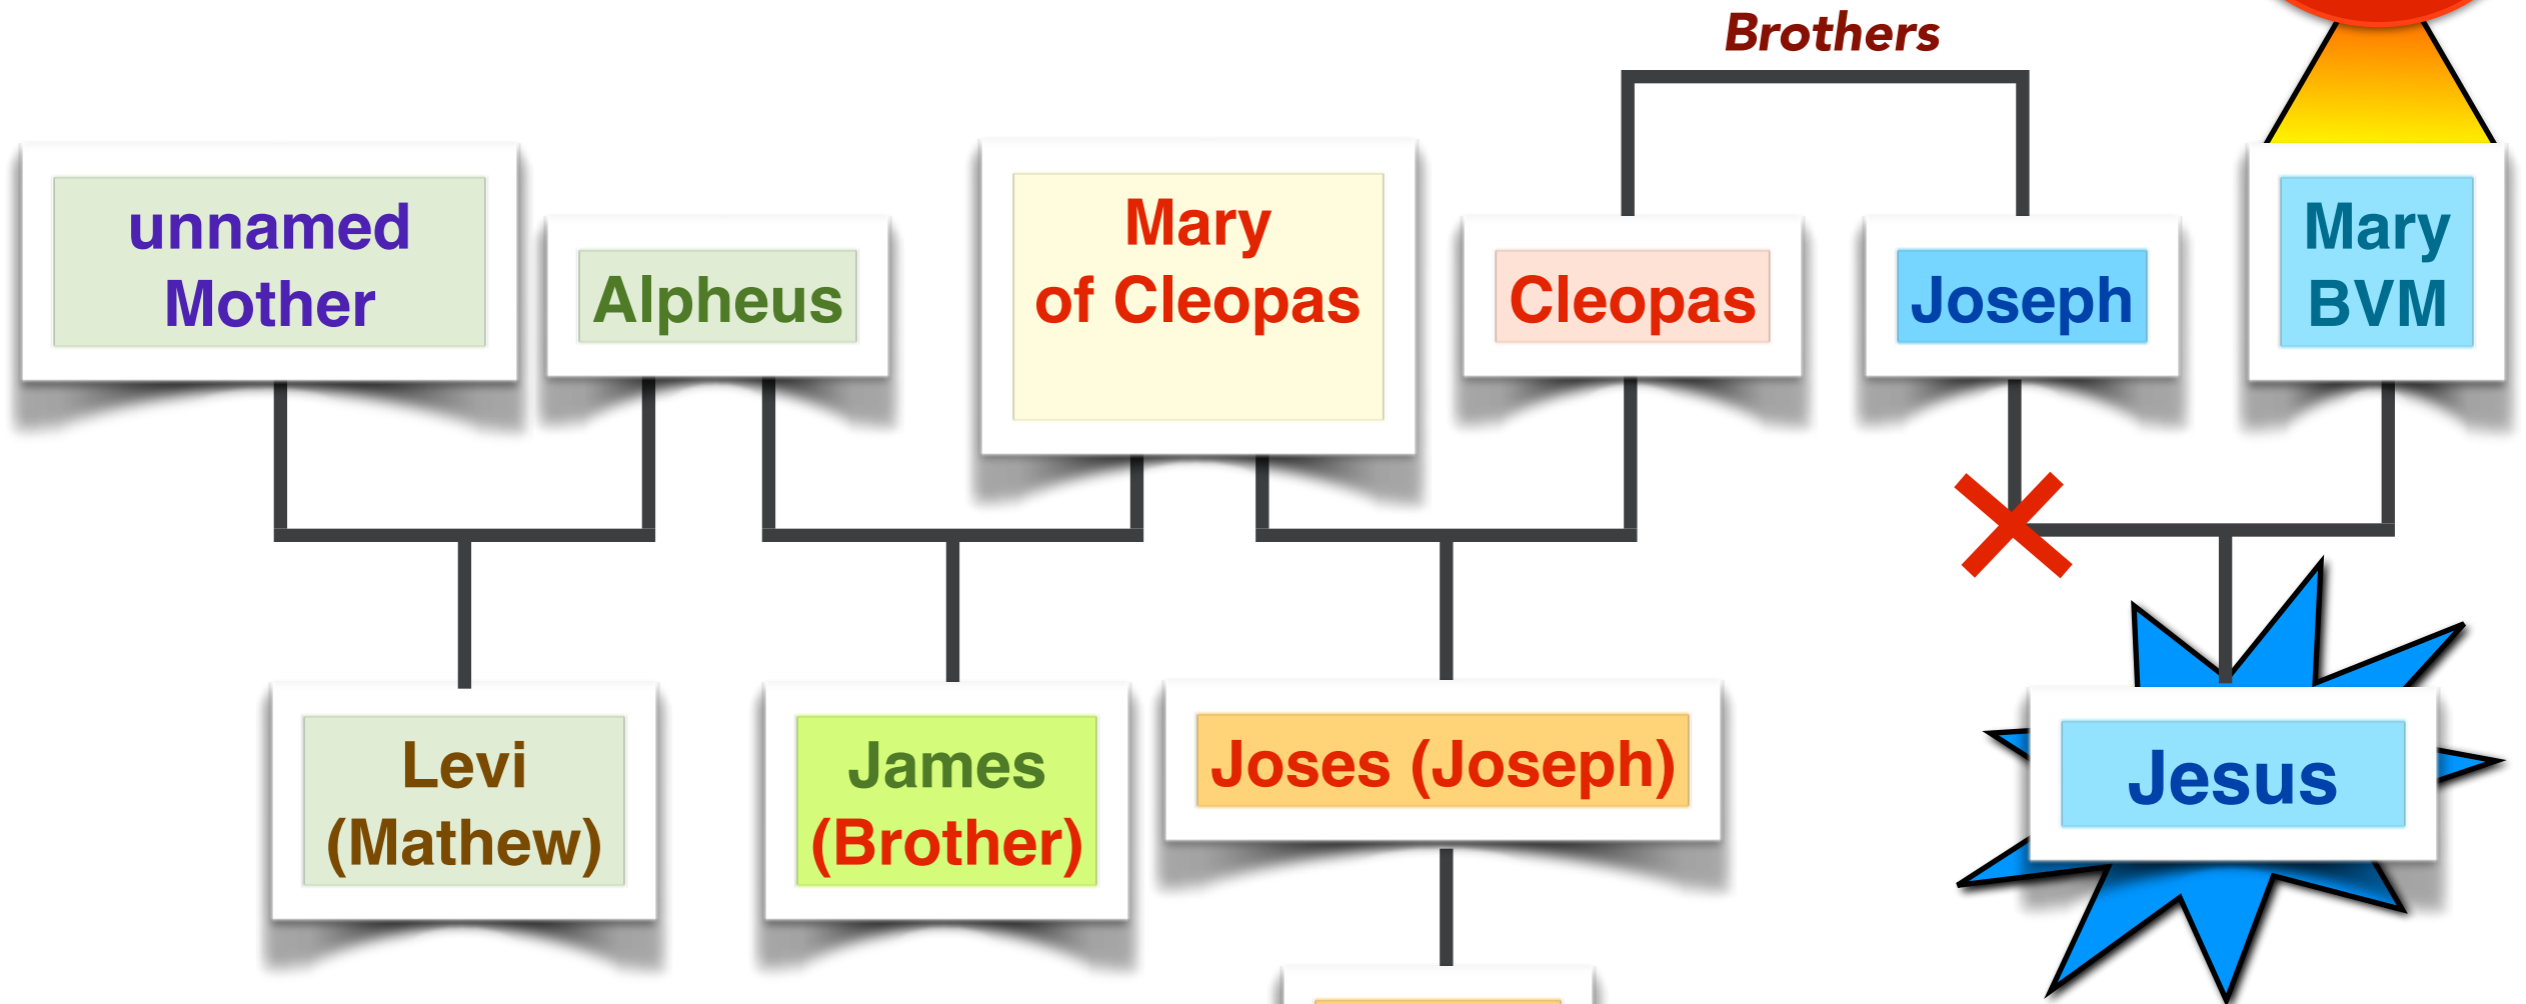 Brothers
unnamed
Mother
Alpheus
Mary
of Cleopas
Cleopas
Joseph
Mary
BVM
Levi
(Mathew)
James
(Brother)
Joses (Joseph)
Jesus